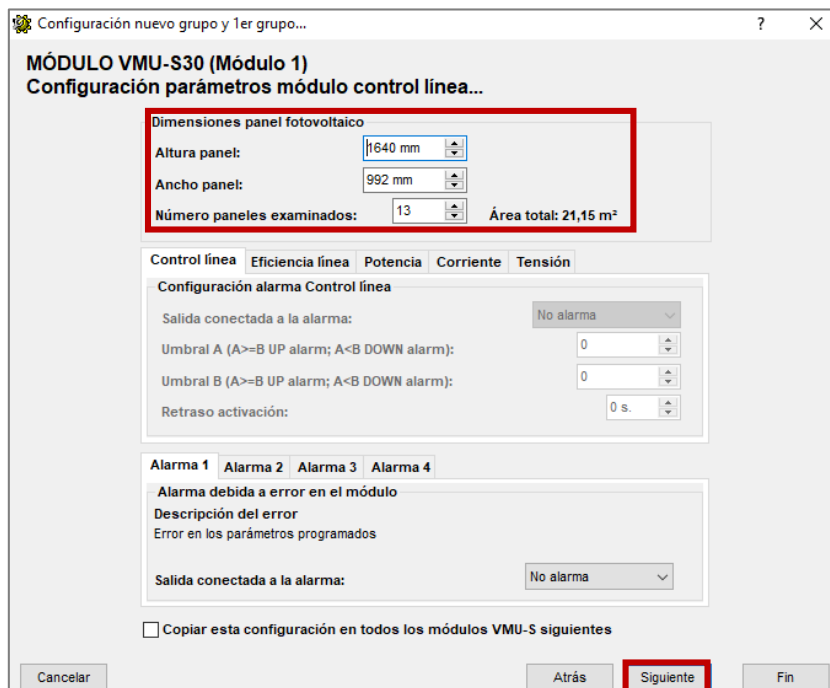 Configuración nuevo grupo y 1er grupo...
?
MÓDULO VMU-S30 (Módulo 1)
Configuración parámetros módulo control línea...
Dimensiones panel fotovoltaico
Altura panel: 1640 mm
Ancho panel: 992 mm
Número paneles examinados: 13 Área total: 21,15 m²
Control línea Eficiencia línea Potencia Corriente Tensión
Configuración alarma Control línea
Salida conectada a la alarma: No alarma
Umbral A (A>=B UP alarm; A<B DOWN alarm): 0
Umbral B (A>=B UP alarm; A<B DOWN alarm): 0
Retraso activación: 0 s.
Alarma 1 Alarma 2 Alarma 3 Alarma 4
Alarma debida a error en el módulo
Descripción del error
Error en los parámetros programados
Salida conectada a la alarma: No alarma
Copiar esta configuración en todos los módulos VMU-S siguientes
Cancelar Atrás Siguiente Fin